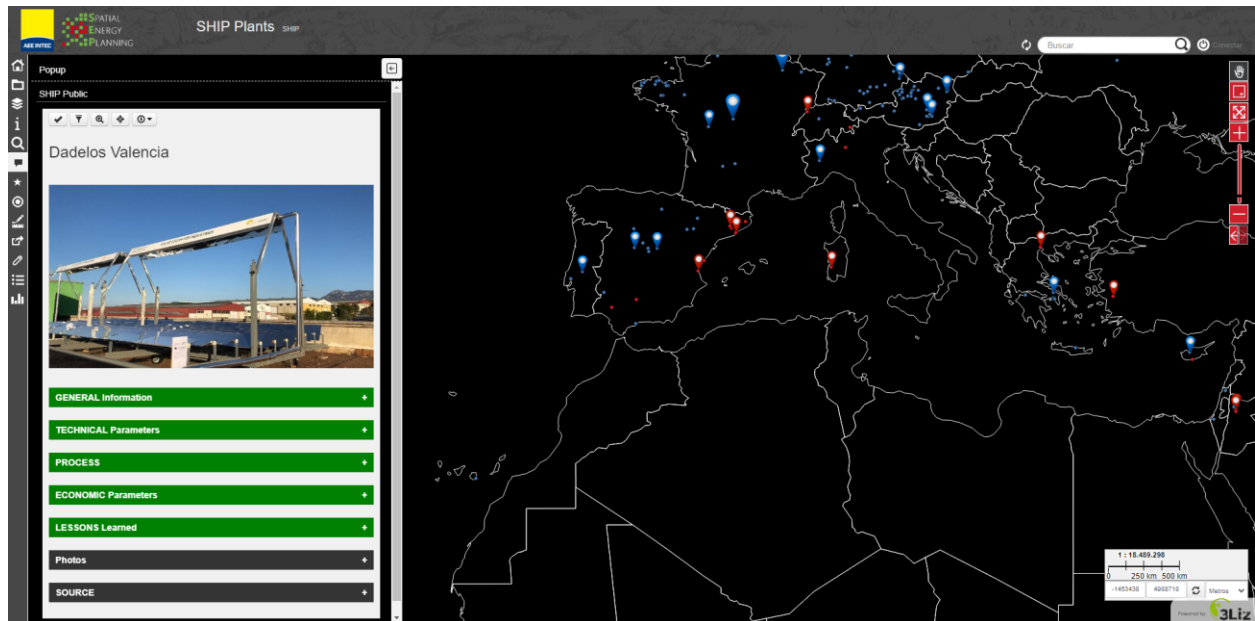 AEE INTEC
SPATIAL
ENERGY
PLANNING
SHIP Plants SHIP
Buscar
Conectar
Popup
SHIP Public
Dadelos Valencia
GENERAL Information +
TECHNICAL Parameters +
PROCESS +
ECONOMIC Parameters +
LESSONS Learned +
Photos +
SOURCE +
1 : 18.489.298
0 250 km 500 km
-1453438 4988718 Metros
Powered by 3Liz